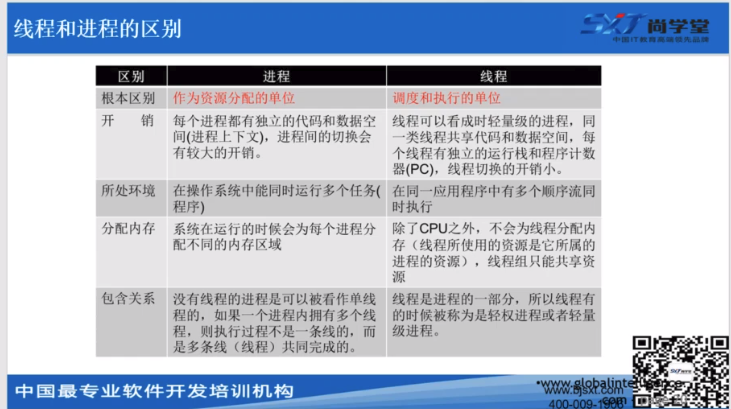 线程和进程的区别
SXT 尚学堂
中国IT教育高端领先品牌
区别 进程 线程
根本区别 作为资源分配的单位 调度和执行的单位
开 销 每个进程都有独立的代码和数据空 线程可以看成时轻量级的进程，同
间(进程上下文)，进程间的切换会 一类线程共享代码和数据空间，每
有较大的开销。 个线程有独立的运行栈和程序计数
器(PC)，线程切换的开销小。
所处环境 在操作系统中能同时运行多个任务( 在同一应用程序中有多个顺序流同
程序) 时执行
分配内存 系统在运行的时候会为每个进程分 除了CPU之外，不会为线程分配内
配不同的内存区域 存（线程所使用的资源是它所属的
进程的资源），线程组只能共享资
源
包含关系 没有线程的进程是可以被看作单线 线程是进程的一部分，所以线程有
程的，如果一个进程内拥有多个线 的时候被称为是轻权进程或者轻量
程，则执行过程不是一条线的，而 级进程。
是多条线（线程）共同完成的。
中国最专业软件开发培训机构
www.bjsxt.com